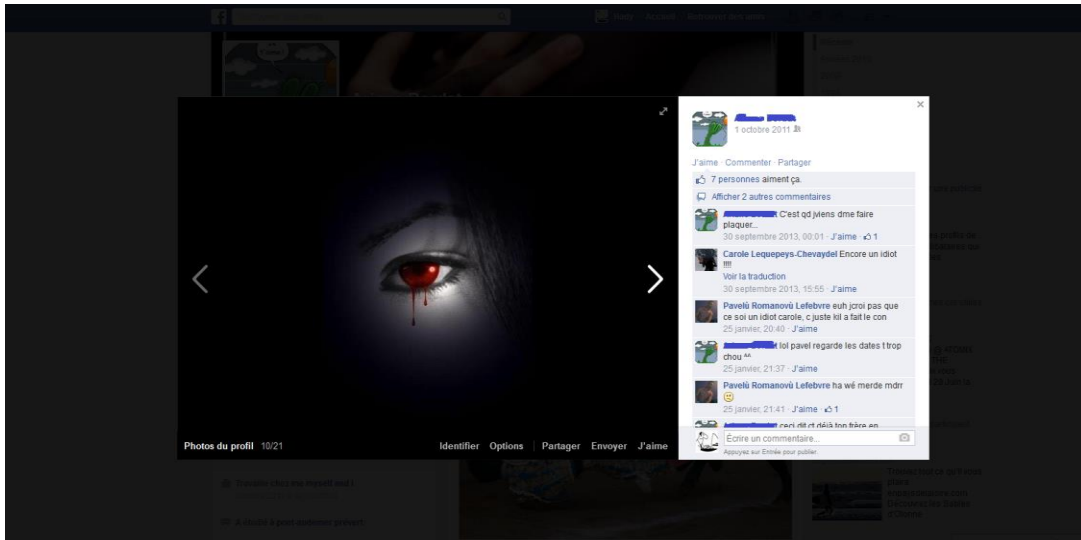 Accueil
1 octobre 2011
J'aime · Commenter · Partager
7 personnes aiment ça.
Afficher 2 autres commentaires
C'est qd jviens dme faire
plaquer...
30 septembre 2013, 00:01 · J'aime · 1
Carole Lequepeys-Chevaydel Encore un idiot
!!!!
Voir la traduction
30 septembre 2013, 15:55 · J'aime
Pavelù Romanovù Lefebvre euh jcroi pas que
ce soi un idiot carole, c juste kil a fait le con
25 janvier, 20:40 · J'aime
lol pavel regarde les dates t trop
chou ^^
25 janvier, 21:37 · J'aime
Pavelù Romanovù Lefebvre ha wé merde mdrr
25 janvier, 21:41 · J'aime · 1
ceci dit ct déjà ton frère en
Écrire un commentaire...
Appuyez sur Entrée pour publier.
Photos du profil 10/21
Identifier Options Partager Envoyer J'aime